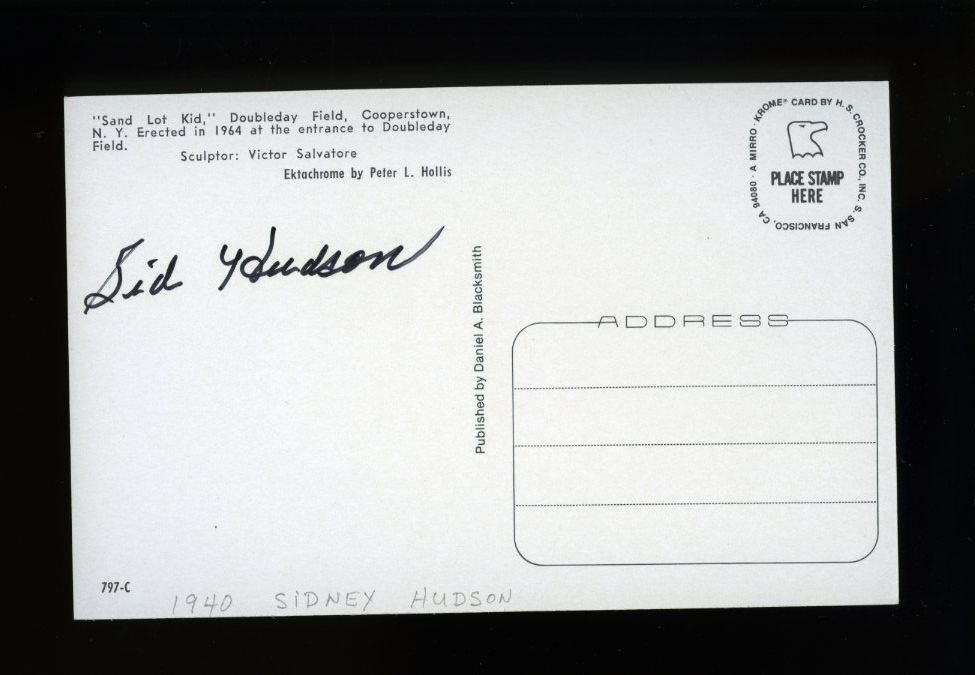 "Sand Lot Kid," Doubleday Field, Cooperstown,
N. Y. Erected in 1964 at the entrance to Doubleday
Field.
Sculptor: Victor Salvatore
Ektachrome by Peter L. Hollis
Sid Hudson
Published by Daniel A. Blacksmith
A MIRRO-KROME® CARD BY H. S. CROCKER CO., INC. S. SAN FRANCISCO, CA 94080
PLACE STAMP
HERE
ADDRESS
797-C
1940 SiDNEY HUDSON